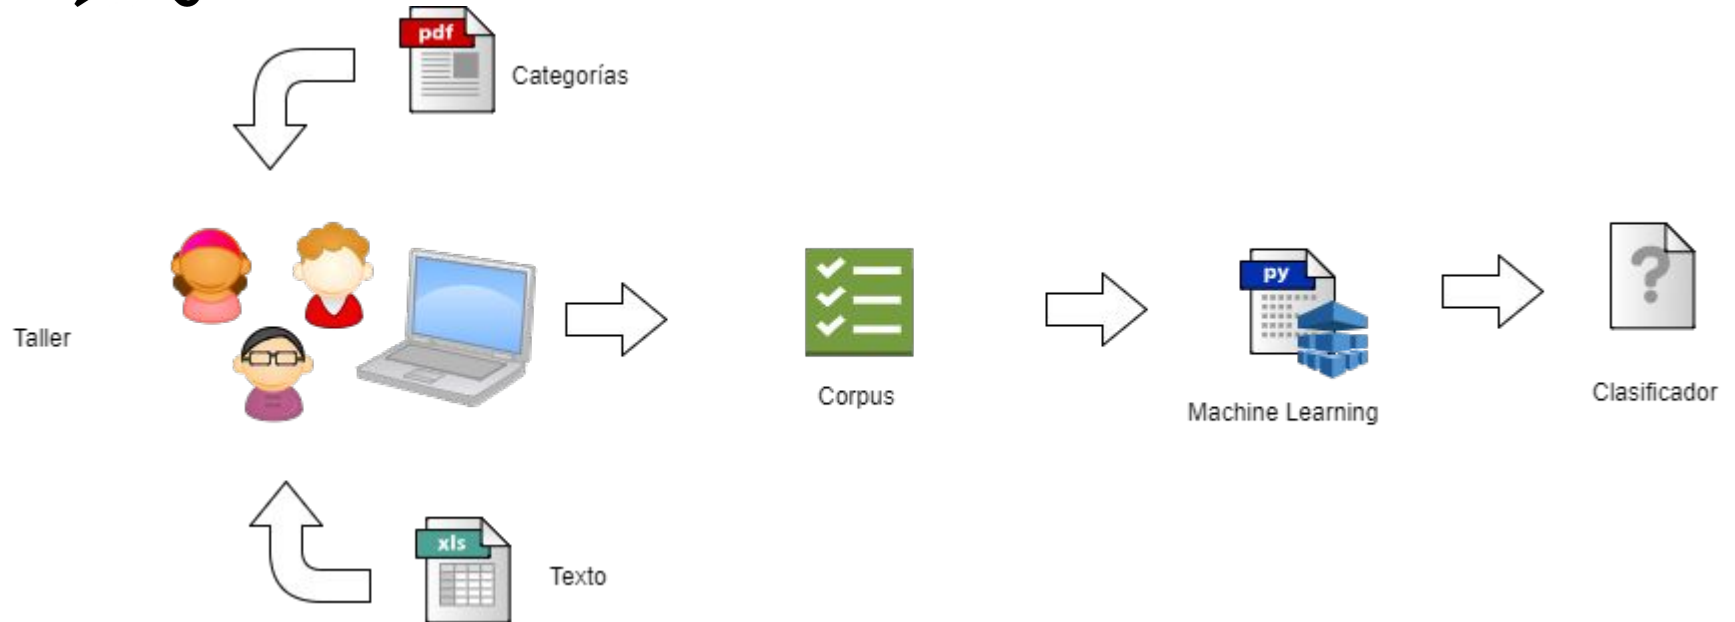 pdf
Categorías
Taller
py
Corpus
Machine Learning
?
Clasificador
xls
Texto